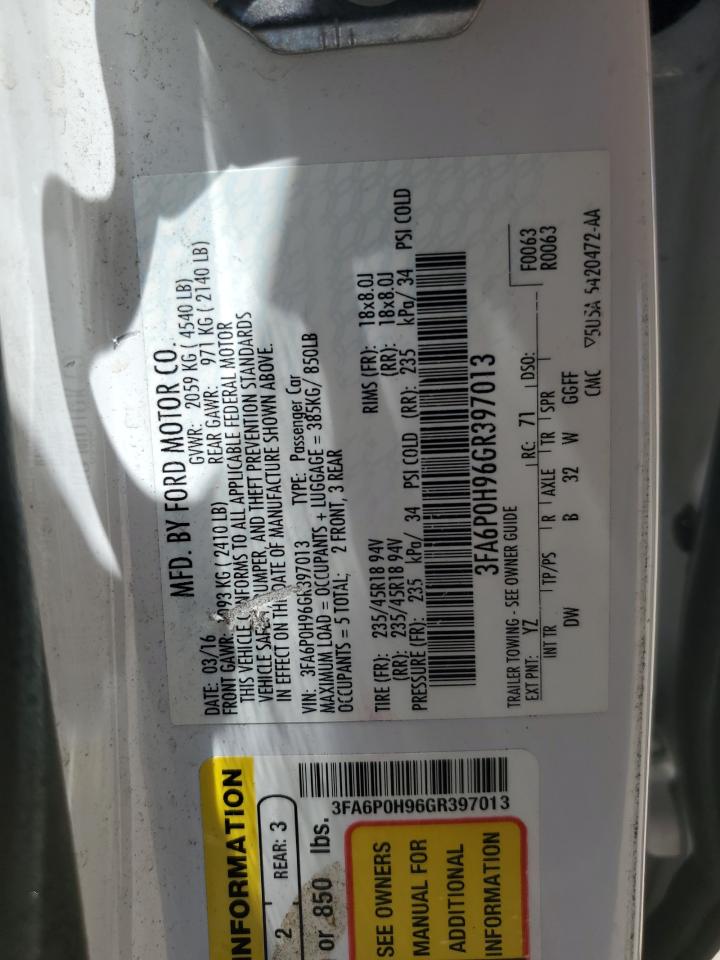 MFD. BY FORD MOTOR CO.
DATE: 03/16 GVWR: 2059 KG ( 4540 LB)
FRONT GAWR: 1093 KG ( 2410 LB) REAR GAWR: 971 KG ( 2140 LB)
THIS VEHICLE CONFORMS TO ALL APPLICABLE FEDERAL MOTOR
VEHICLE SAFETY, BUMPER, AND THEFT PREVENTION STANDARDS
IN EFFECT ON THE DATE OF MANUFACTURE SHOWN ABOVE.
VIN: 3FA6P0H96GR397013 TYPE: Passenger Car
MAXIMUM LOAD = OCCUPANTS + LUGGAGE = 385KG/ 850LB
OCCUPANTS = 5 TOTAL; 2 FRONT, 3 REAR
TIRE (FR): 235/45R18 94V RIMS (FR): 18x8.0J
(RR): 235/45R18 94V (RR): 18x8.0J
PRESSURE (FR): 235 kPa/ 34 PSI COLD (RR): 235 kPa/ 34 PSI COLD
3FA6P0H96GR397013
TRAILER TOWING - SEE OWNER GUIDE F0063
EXT PNT: YZ RC: 71 DSO: R0063
INT TR TP/PS R AXLE TR SPR
DW B 32 W GGFF
CMC 5420472-AA
INFORMATION
2 REAR: 3
or 850 lbs.
3FA6P0H96GR397013
SEE OWNERS
MANUAL FOR
ADDITIONAL
INFORMATION